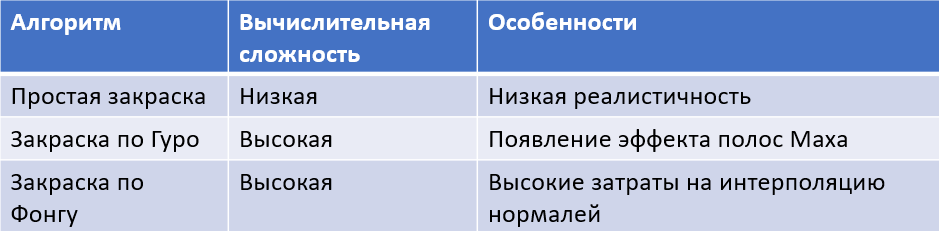 Алгоритм
Вычислительная
сложность
Особенности
Простая закраска
Низкая
Низкая реалистичность
Закраска по Гуро
Высокая
Появление эффекта полос Маха
Закраска по
Фонгу
Высокая
Высокие затраты на интерполяцию
нормалей